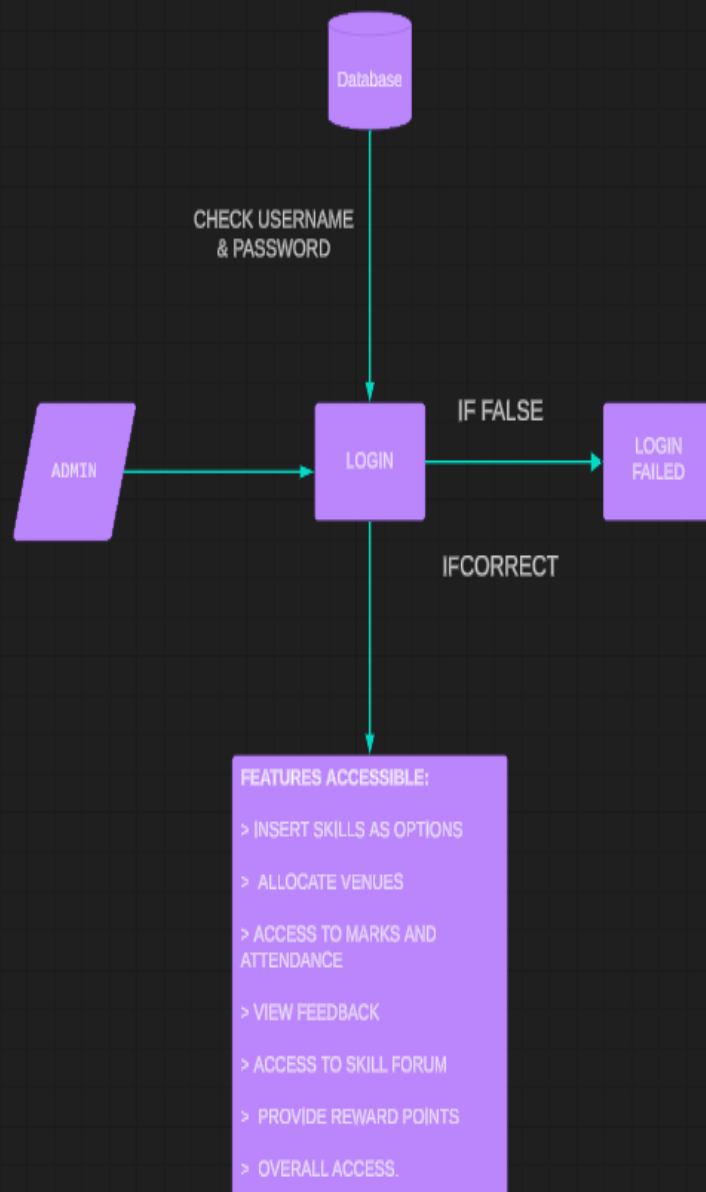 Database
CHECK USERNAME
& PASSWORD
ADMIN
LOGIN
IF FALSE
LOGIN
FAILED
IFCORRECT
FEATURES ACCESSIBLE:
> INSERT SKILLS AS OPTIONS
> ALLOCATE VENUES
> ACCESS TO MARKS AND
ATTENDANCE
> VIEW FEEDBACK
> ACCESS TO SKILL FORUM
> PROVIDE REWARD POINTS
> OVERALL ACCESS.